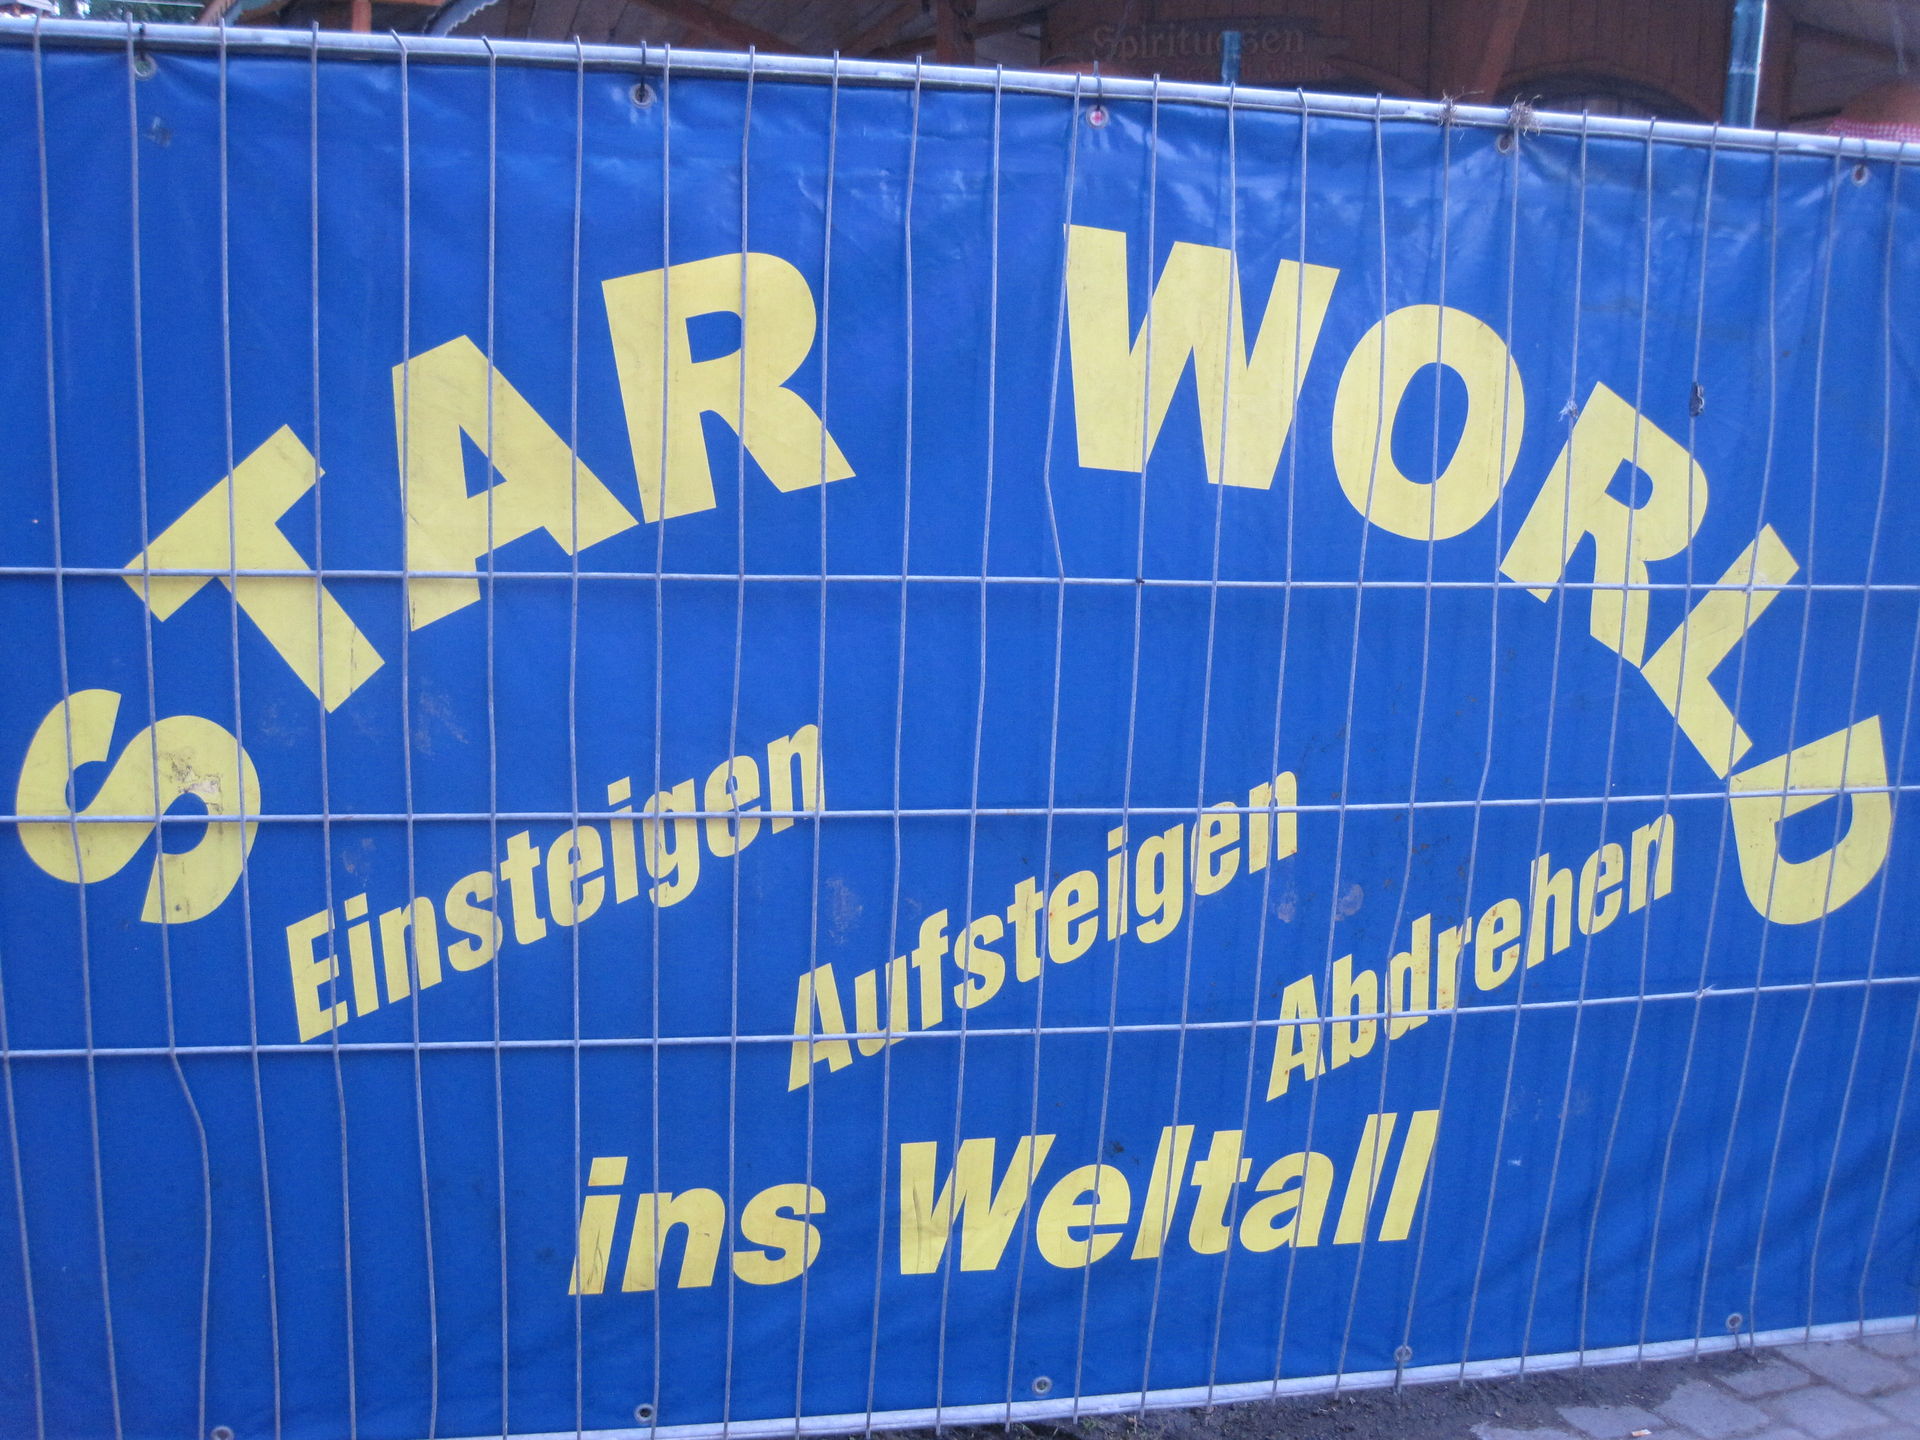 Spirituosen
STAR WORLD
Einsteigen
Aufsteigen
Abdrehen
ins Weltall